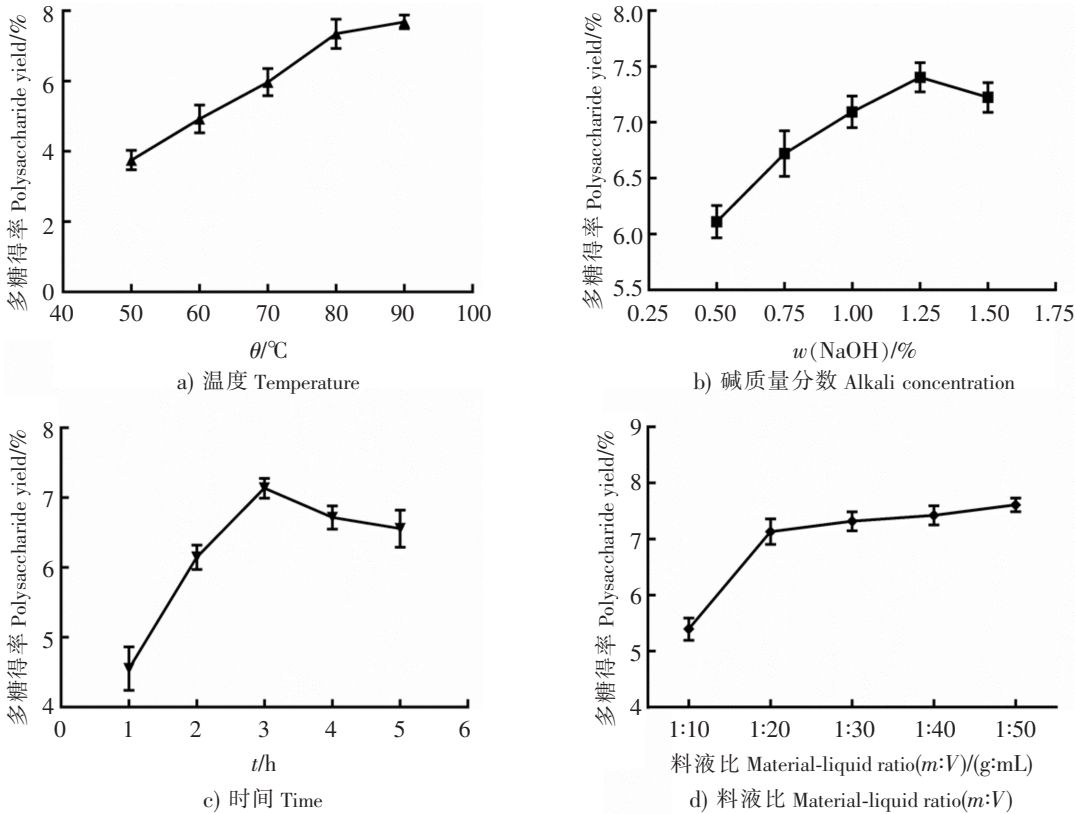 多糖得率 Polysaccharide yield/%
8
6
4
2
0
40 50 60 70 80 90 100
θ/℃
a) 温度 Temperature
多糖得率 Polysaccharide yield/%
8.0
7.5
7.0
6.5
6.0
5.5
0.25 0.50 0.75 1.00 1.25 1.50 1.75
w(NaOH)/%
b) 碱质量分数 Alkali concentration
多糖得率 Polysaccharide yield/%
8
7
6
5
4
0 1 2 3 4 5 6
t/h
c) 时间 Time
多糖得率 Polysaccharide yield/%
9
8
7
6
5
4
1∶10 1∶20 1∶30 1∶40 1∶50
料液比 Material-liquid ratio(m∶V)/(g∶mL)
d) 料液比 Material-liquid ratio(m∶V)